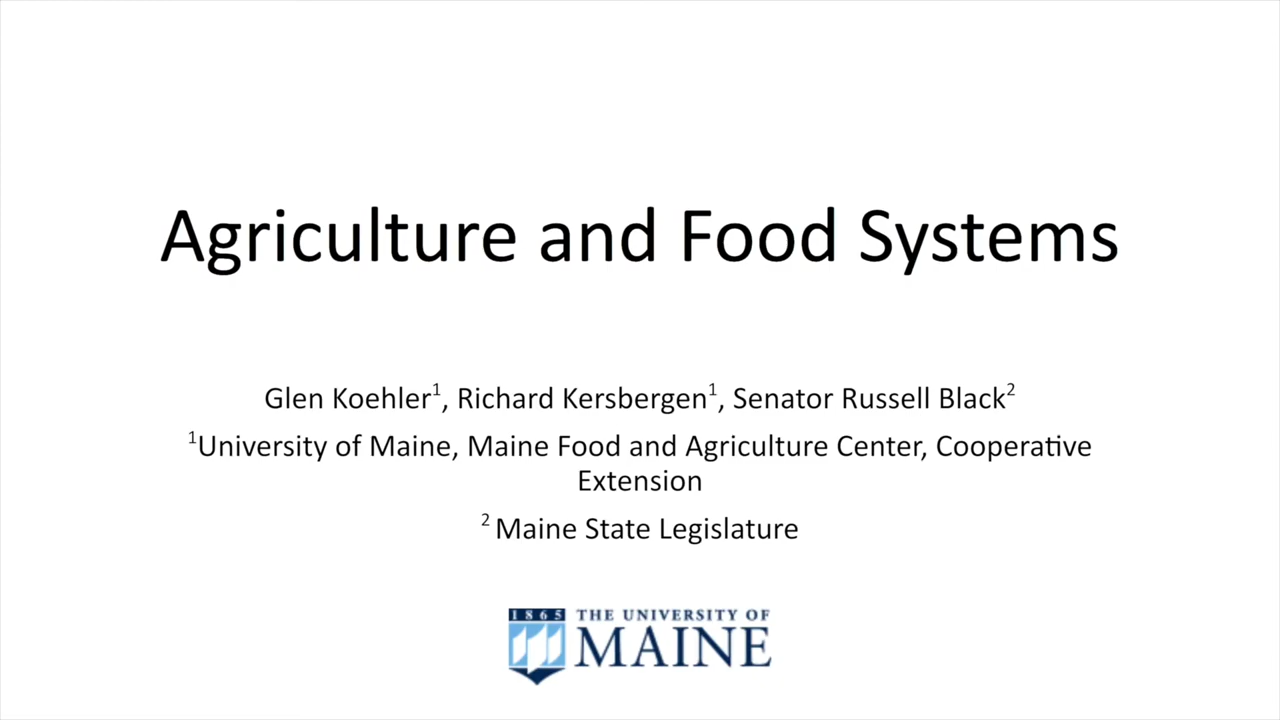 Agriculture and Food Systems
Glen Koehler¹, Richard Kersbergen¹, Senator Russell Black²
¹University of Maine, Maine Food and Agriculture Center, Cooperative
Extension
² Maine State Legislature
1865 THE UNIVERSITY OF
MAINE